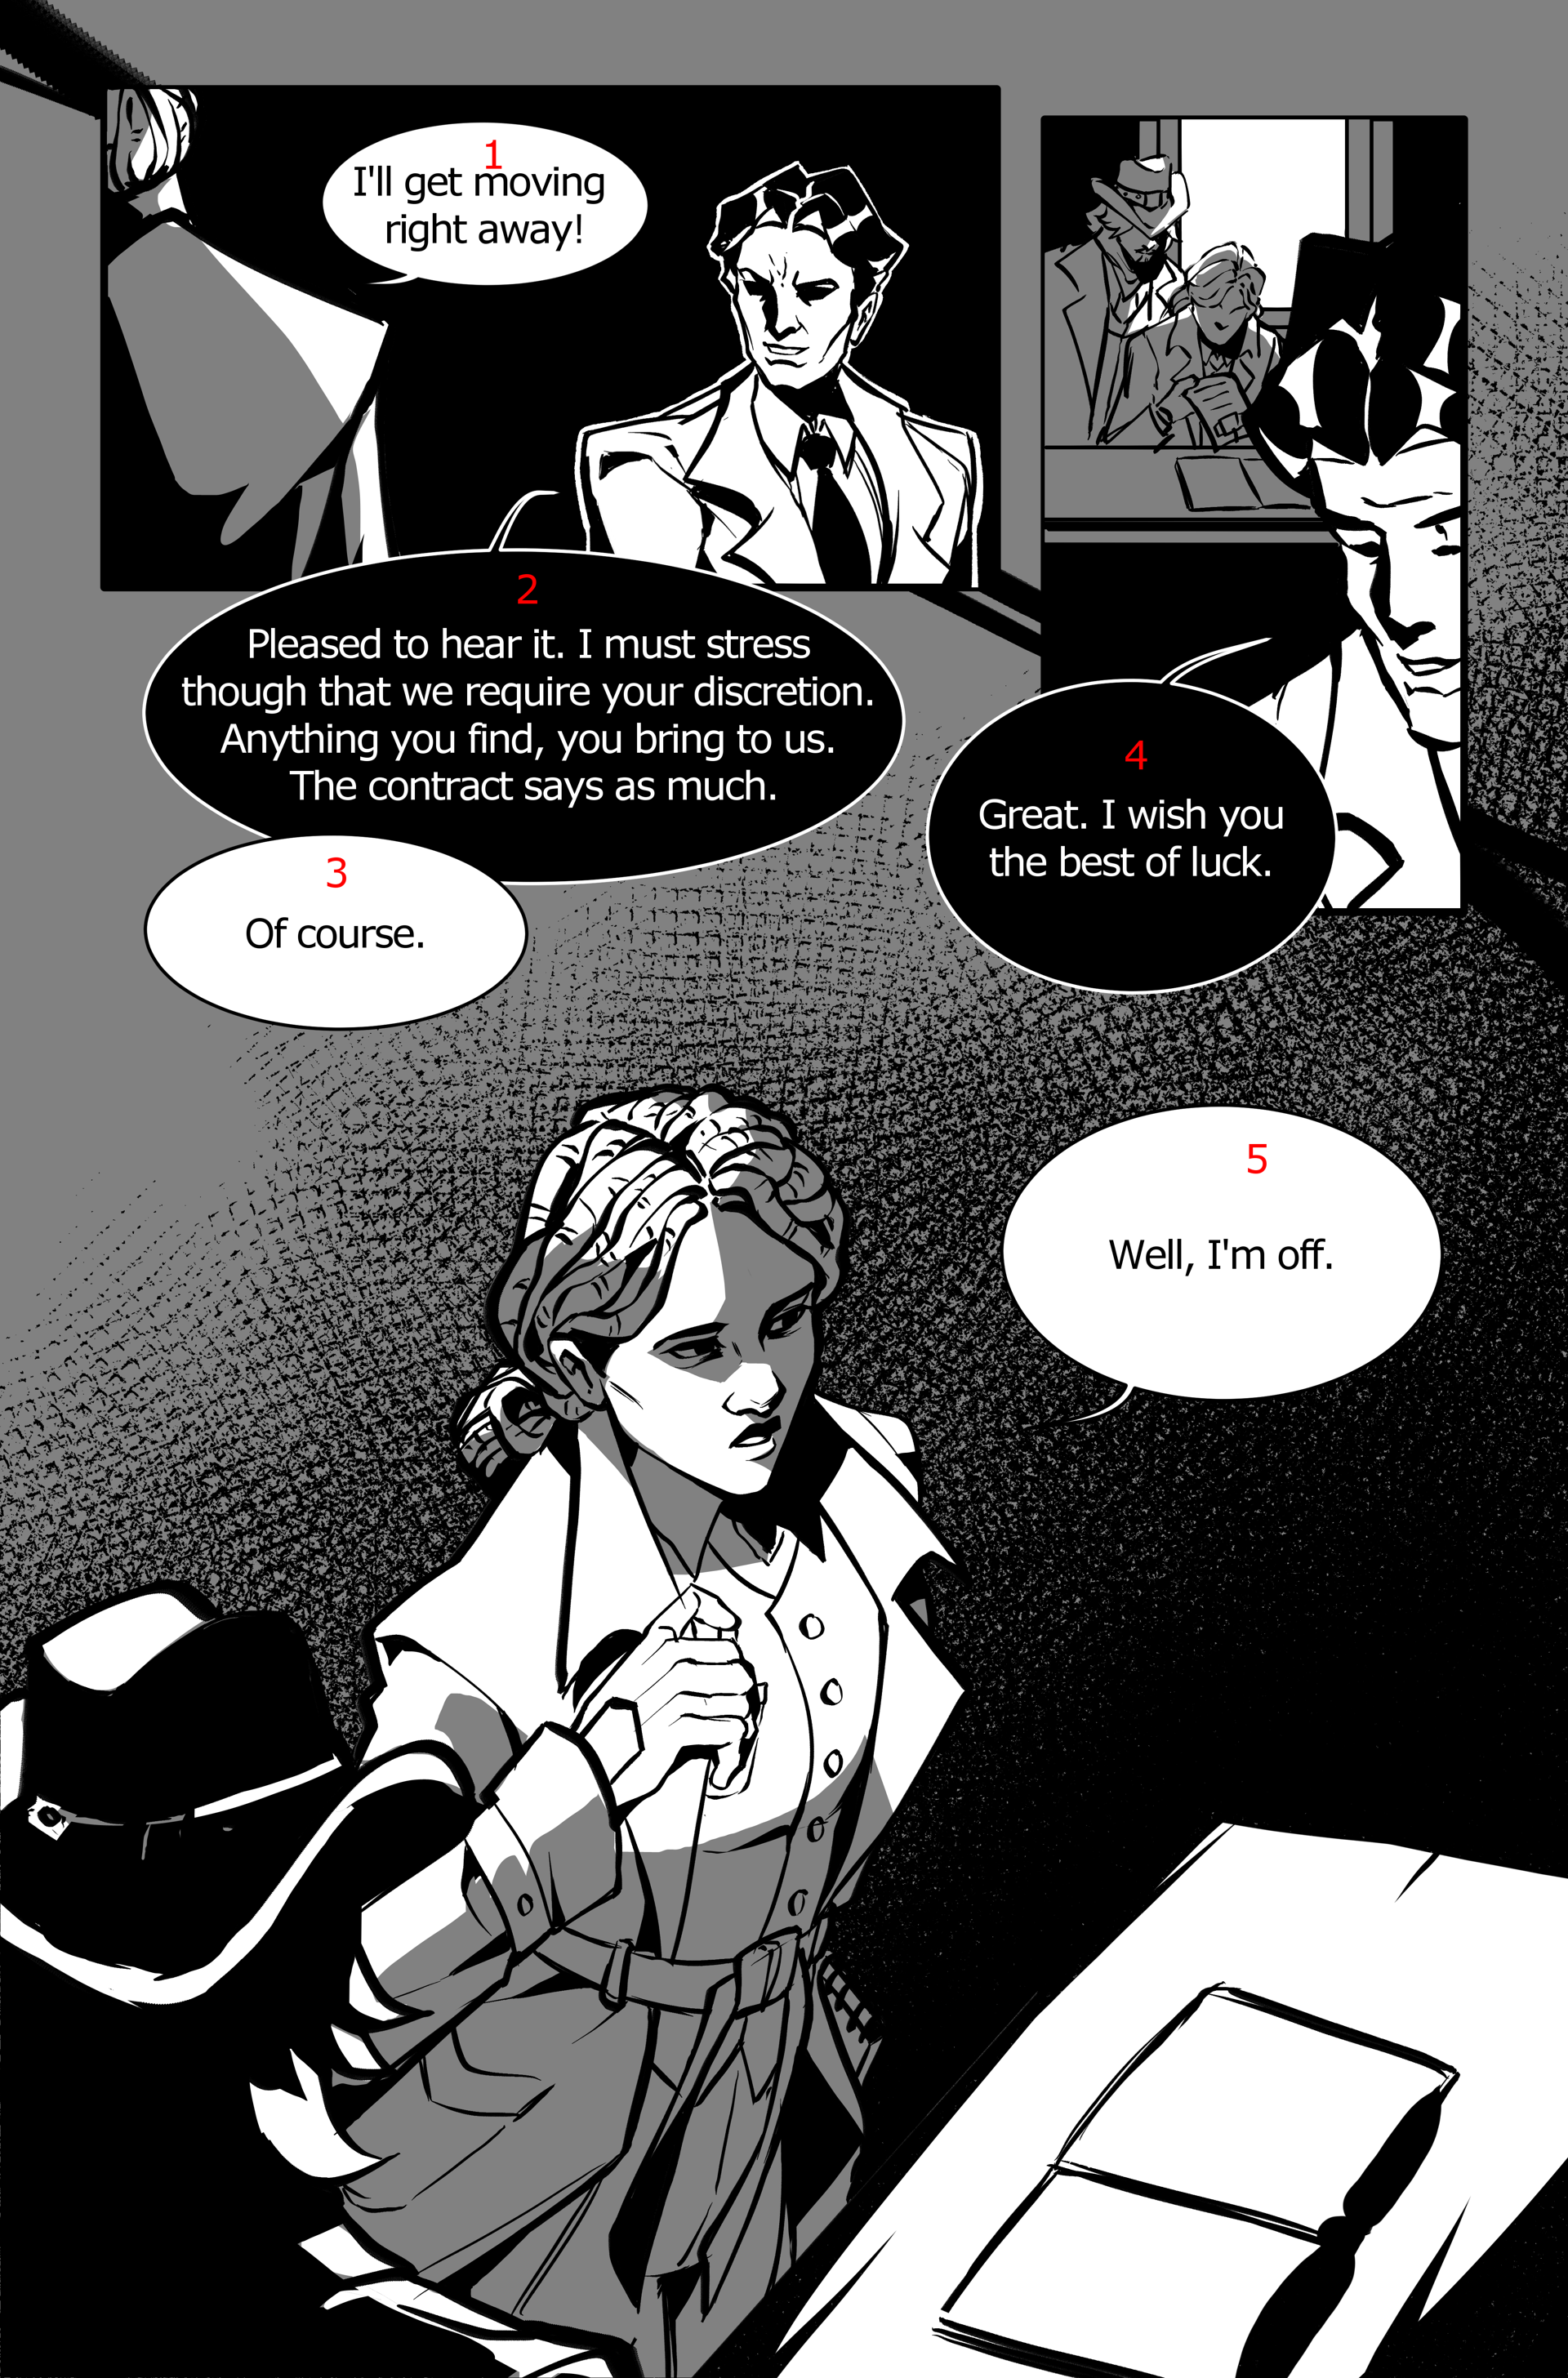 1
I'll get moving
right away!
2
Pleased to hear it. I must stress
though that we require your discretion.
Anything you find, you bring to us.
The contract says as much.
3
Of course.
4
Great. I wish you
the best of luck.
5
Well, I'm off.